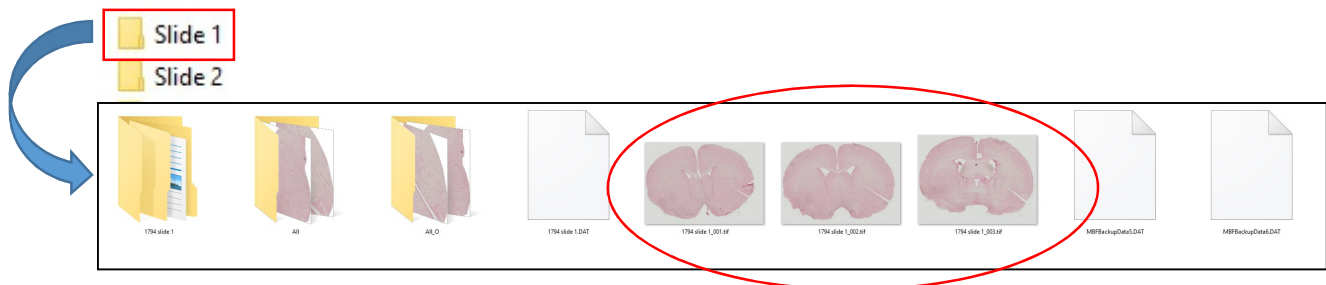 Slide 1
Slide 2
1794 slide 1
All
All_O
1794 slide 1.DAT
1794 slide 1_001.tif
1794 slide 1_002.tif
1794 slide 1_003.tif
MBFBackupData5.DAT
MBFBackupData6.DAT